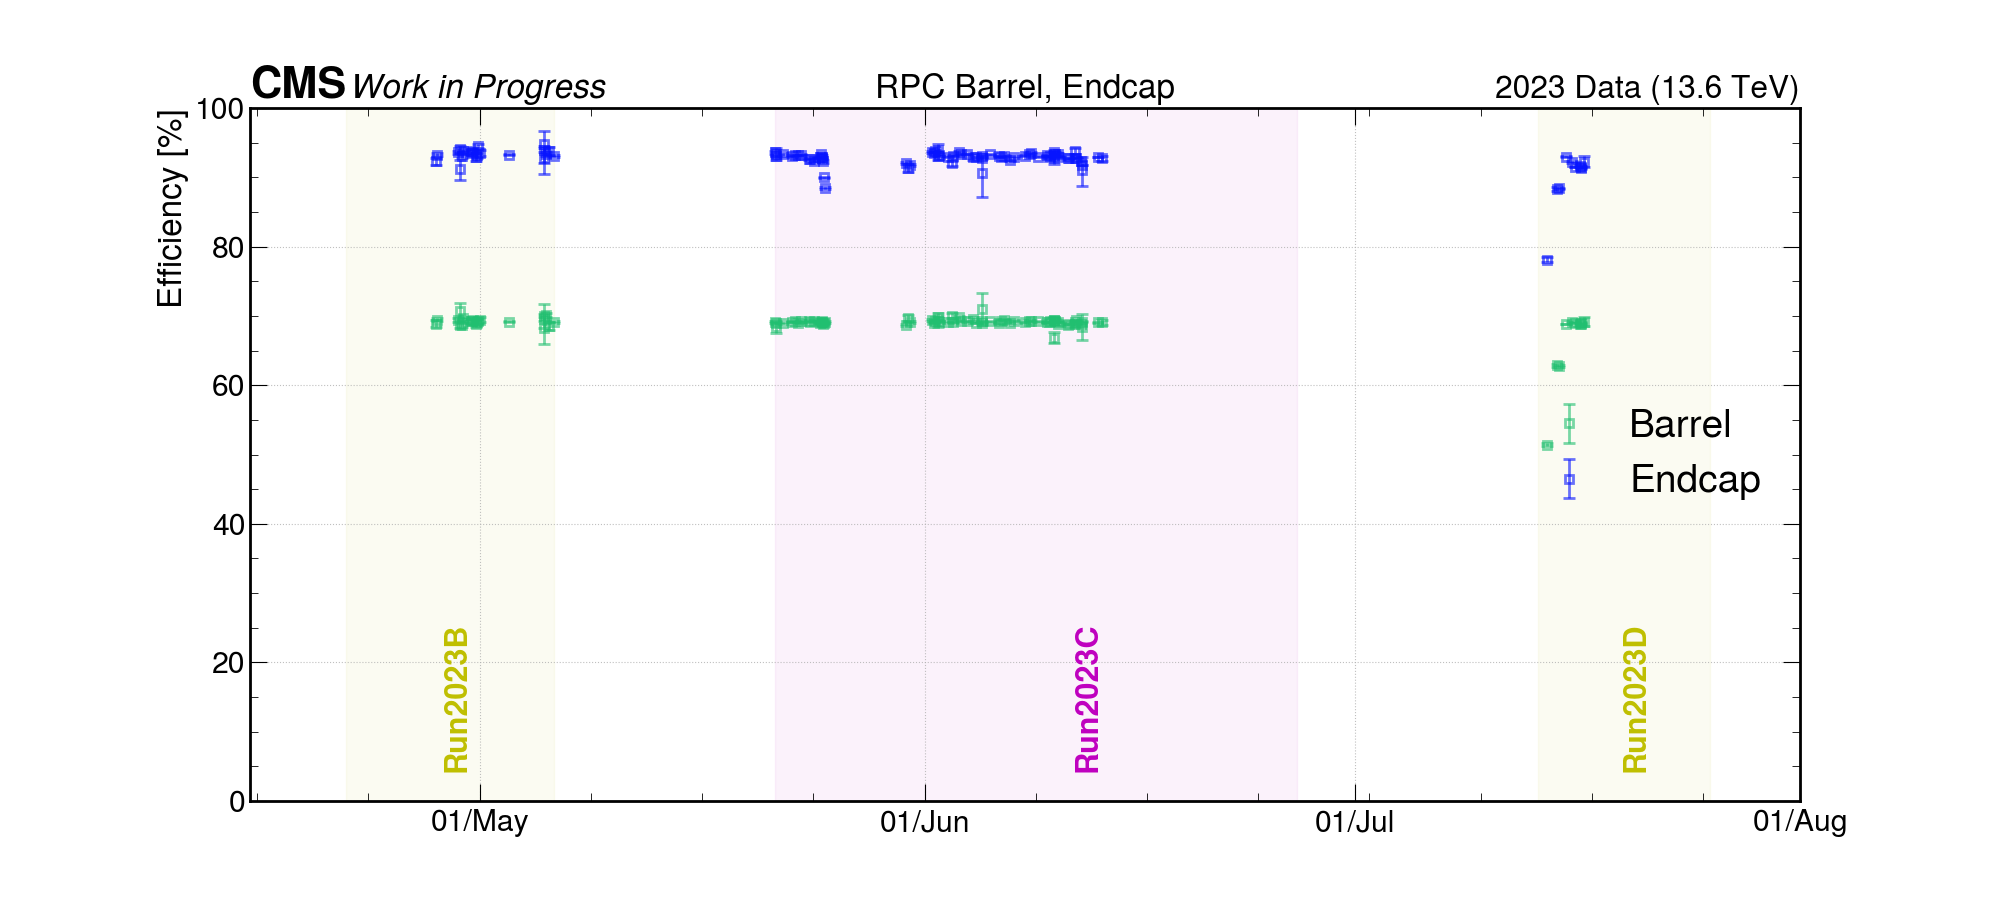 CMS Work in Progress RPC Barrel, Endcap 2023 Data (13.6 TeV)
Efficiency [%]
100
80
60
40
20
0
Barrel
Endcap
Run2023B
Run2023C
Run2023D
01/May 01/Jun 01/Jul 01/Aug